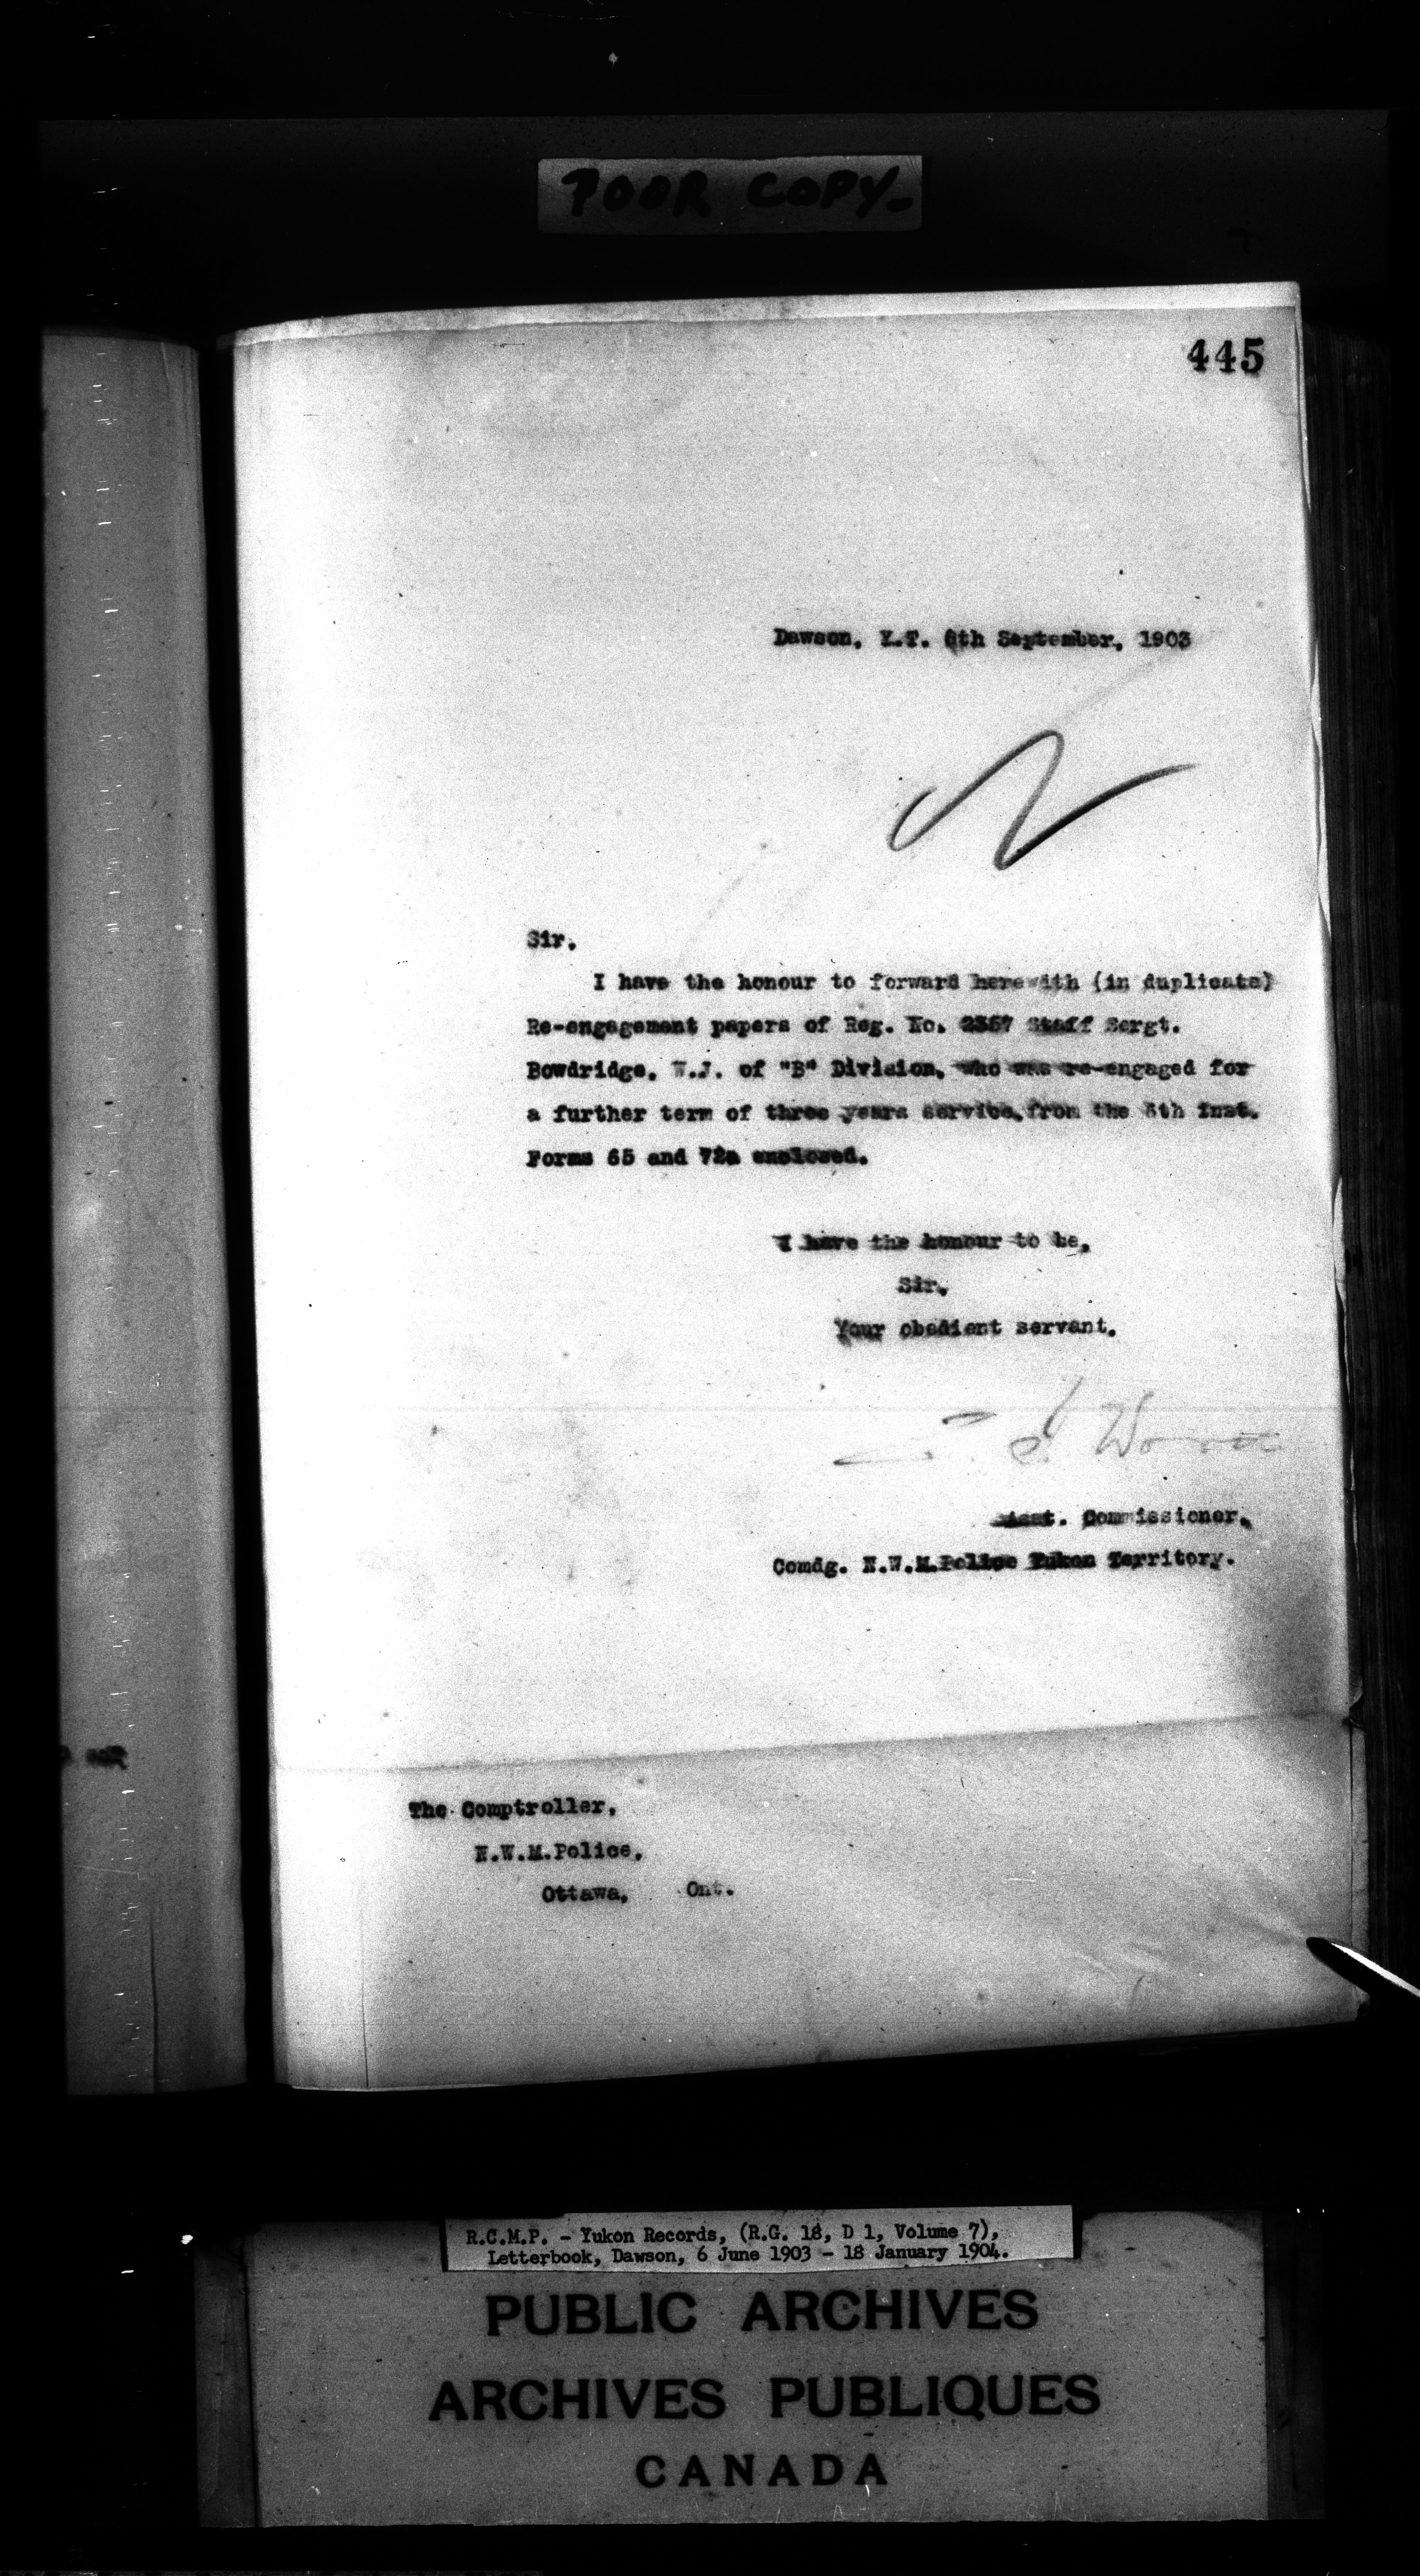 POOR COPY-
445
Dawson, Y.T. 6th September, 1903
Sir.
I have the honour to forward herewith (in duplicate)
Re-engagement papers of Reg. No. 2357 Staff Sergt.
Bowdridge, W.J. of "B" Division, who was re-engaged for
a further term of three years service, from the 6th Inst.
Forms 65 and 72a enclosed.
I have the honour to be,
Sir,
Your obedient servant.
Wood
Asst. Commissioner,
Comdg. N.W.M.Police Yukon Territory.
The Comptroller,
N.W.M.Police,
Ottawa, Ont.
R.C.M.P. - Yukon Records, (R.G. 18, D 1, Volume 7),
Letterbook, Dawson, 6 June 1903 - 18 January 1904.
PUBLIC ARCHIVES
ARCHIVES PUBLIQUES
CANADA